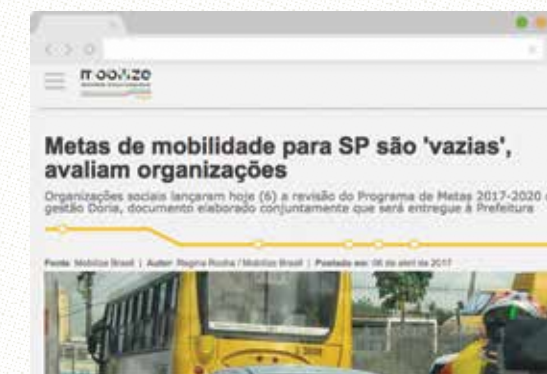 mobilize
Metas de mobilidade para SP são 'vazias',
avaliam organizações
Organizações sociais lançaram hoje (6) a revisão do Programa de Metas 2017-2020
gestão Doria, documento elaborado conjuntamente que será entregue à Prefeitura
Fonte: Mobilize Brasil | Autor: Regina Rocha / Mobilize Brasil | Postado em: 06 de abril de 2017